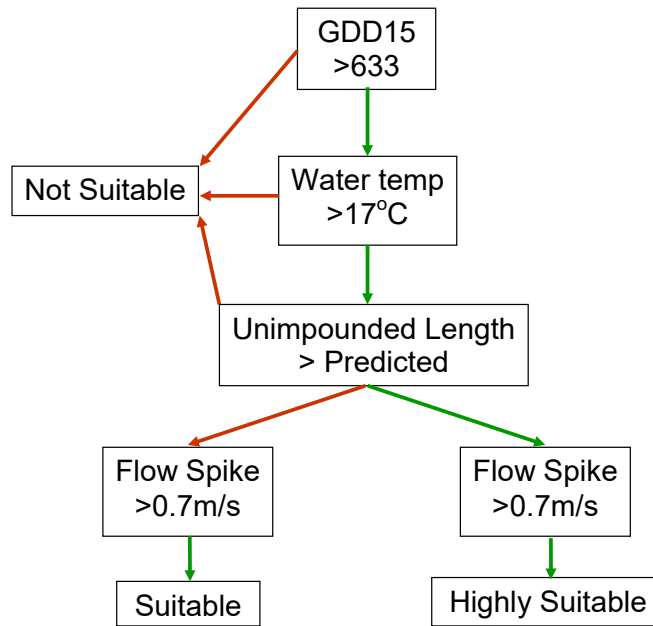 GDD15
>633
Not Suitable
Water temp
>17°C
Unimpounded Length
> Predicted
Flow Spike
>0.7m/s
Flow Spike
>0.7m/s
Suitable
Highly Suitable